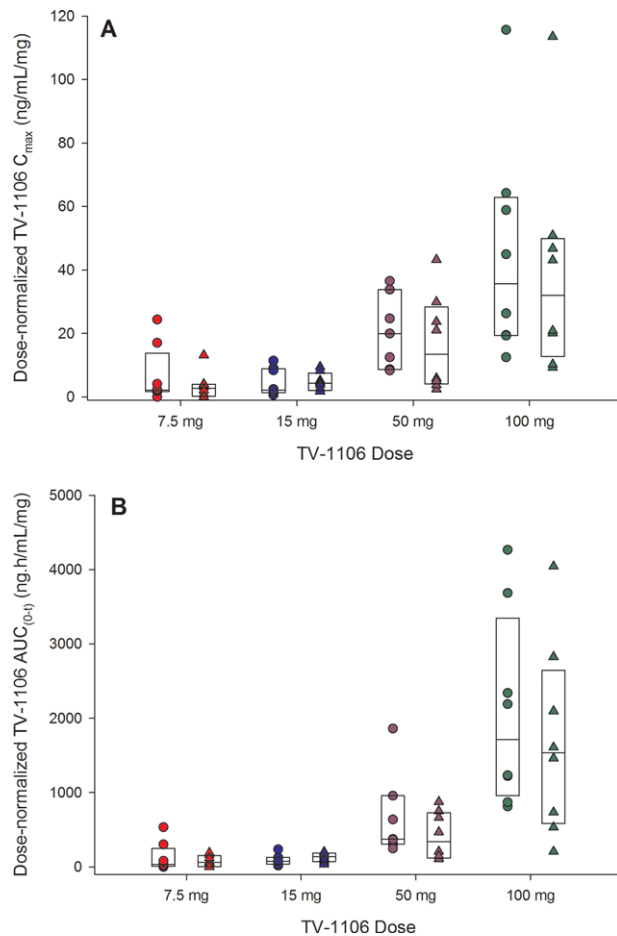 A
Dose-normalized TV-1106 Cmax (ng/mL/mg)
120
100
80
60
40
20
0
7.5 mg 15 mg 50 mg 100 mg
TV-1106 Dose
B
Dose-normalized TV-1106 AUC(0-t) (ng.h/mL/mg)
5000
4000
3000
2000
1000
0
7.5 mg 15 mg 50 mg 100 mg
TV-1106 Dose